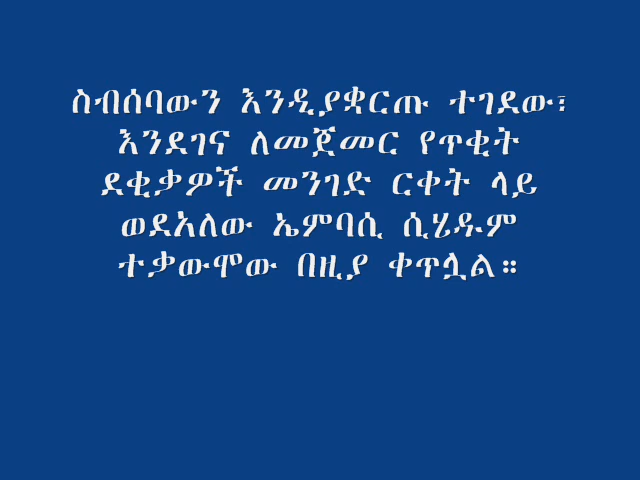 ስብሰባውን እንዲያቋርጡ ተገደው፣
እንደገና ለመጀመር የጥቂት
ደቂቃዎች መንገድ ርቀት ላይ
ወደአለው ኤምባሲ ሲሄዱም
ተቃውሞው በዚያ ቀጥሏል።